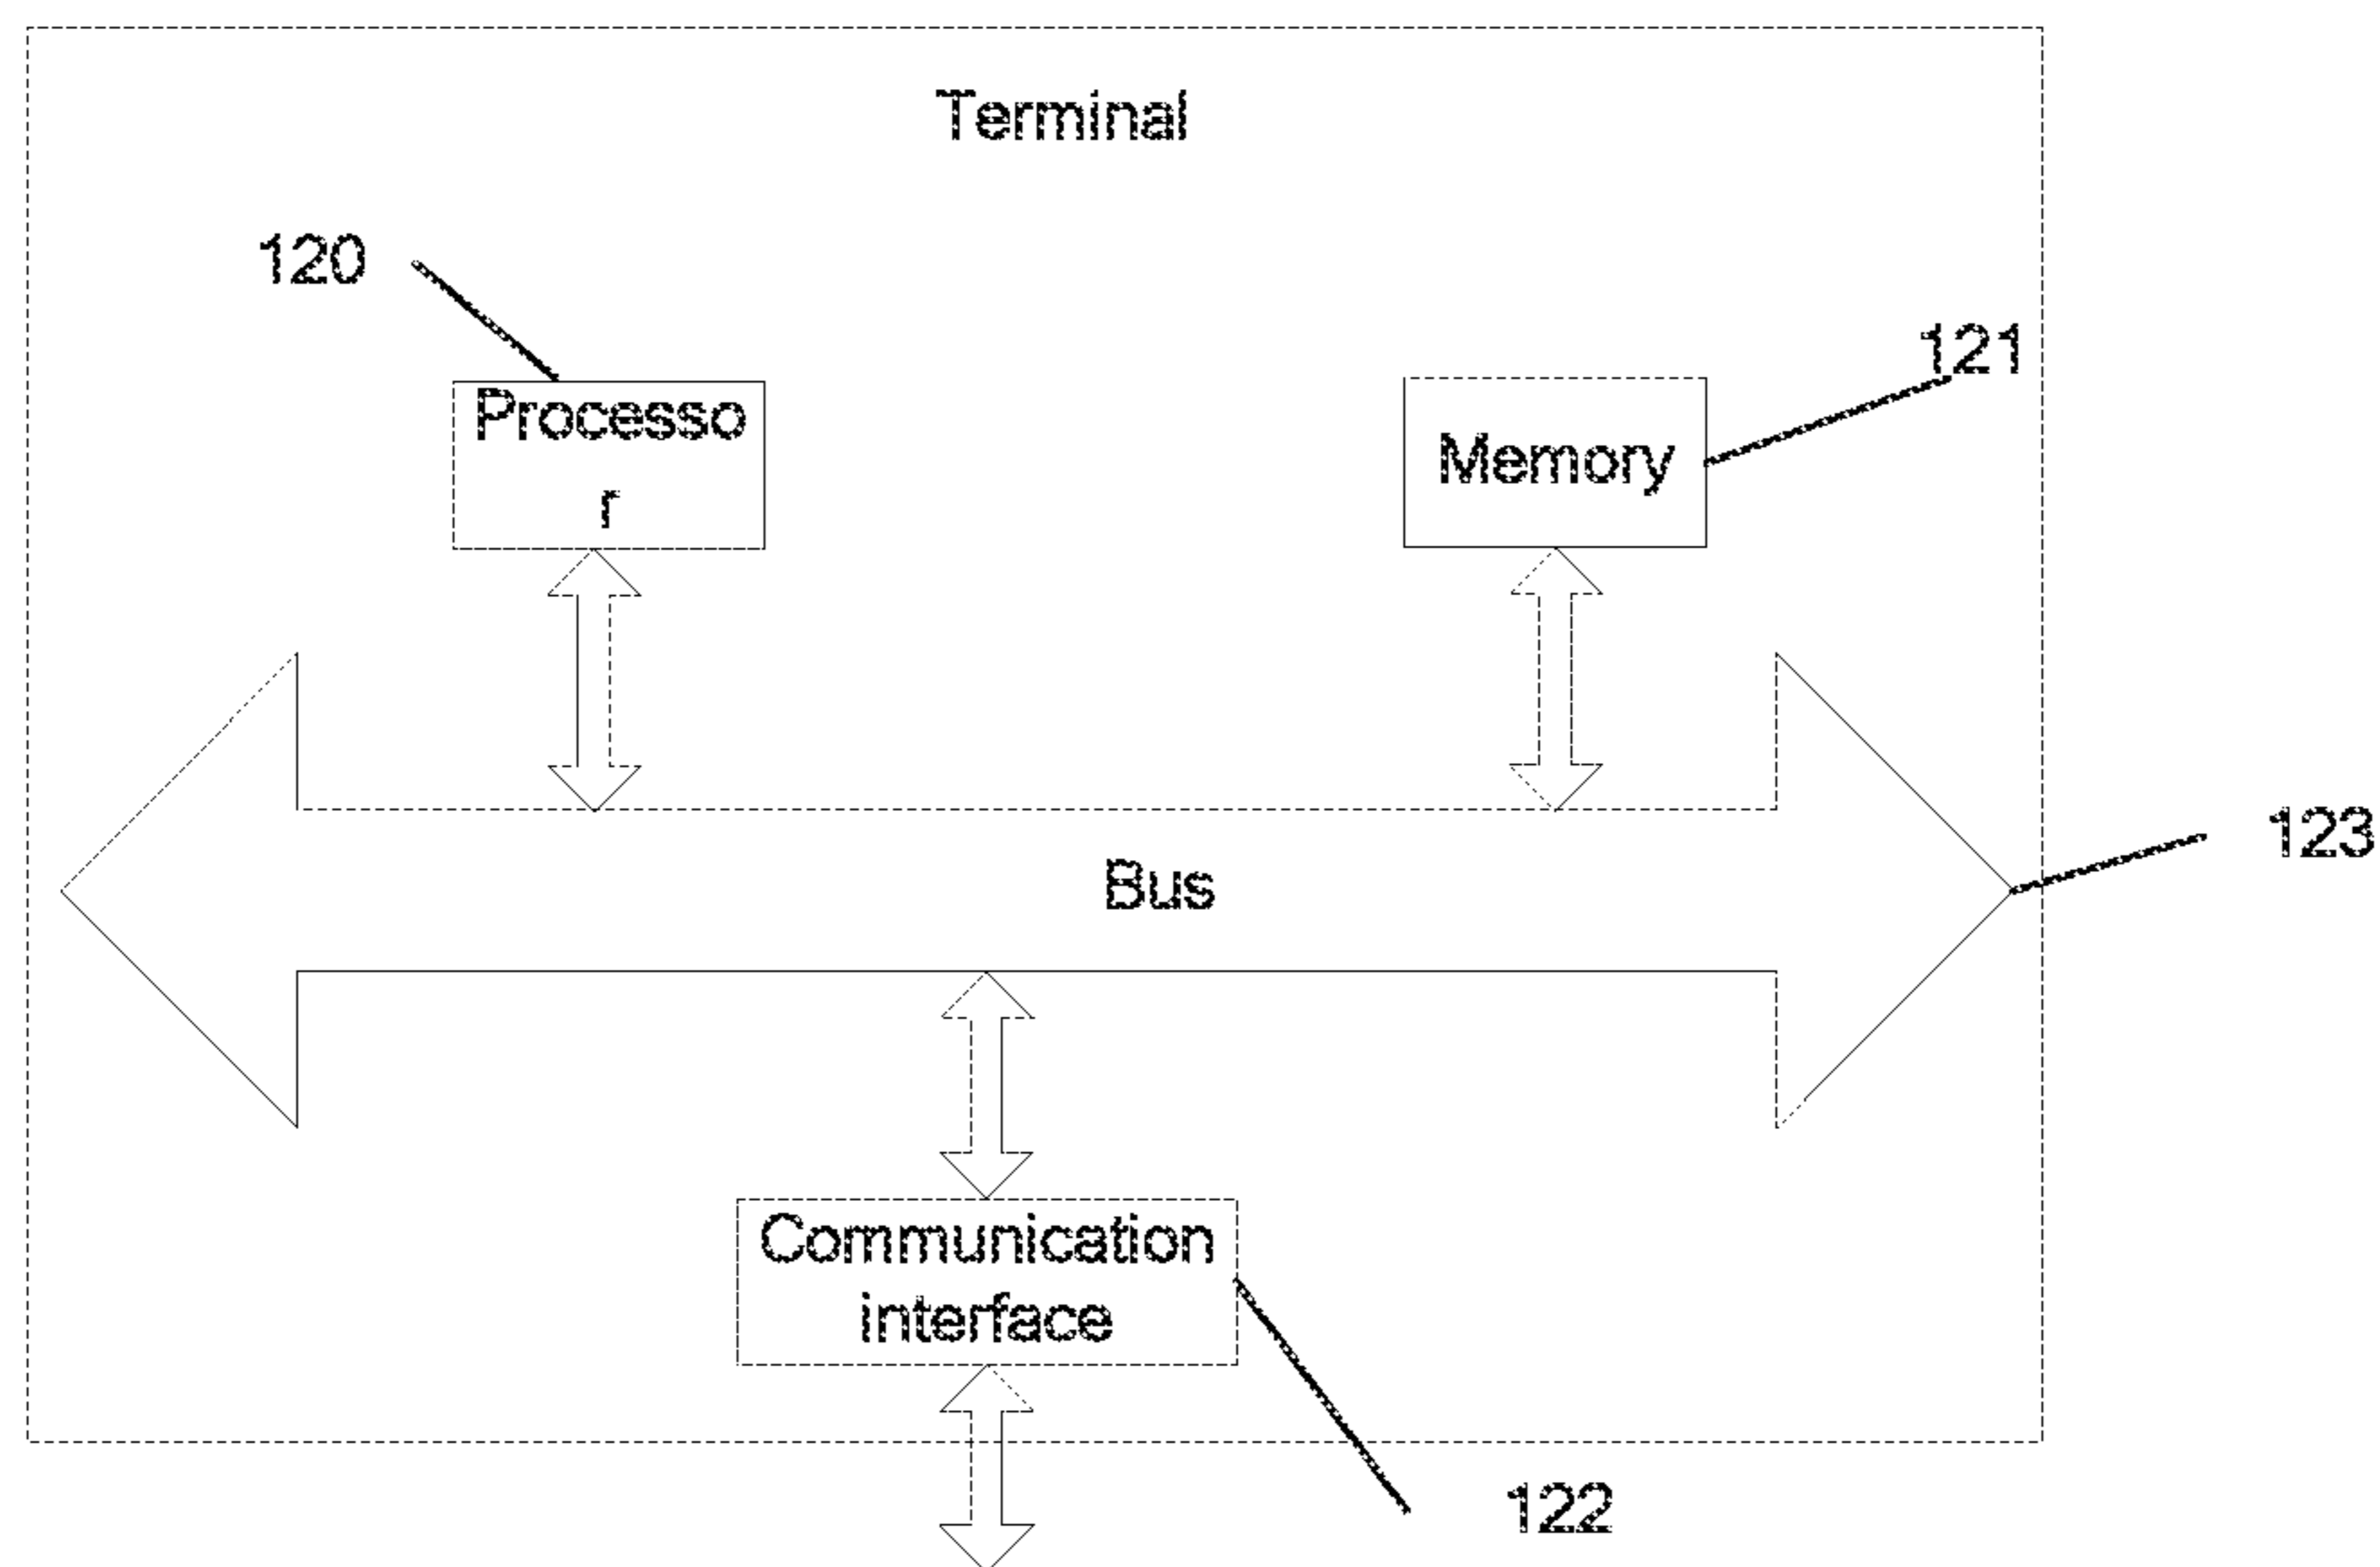 Terminal
120
121
Processo
r
Memory
123
Bus
Communication
interface
122